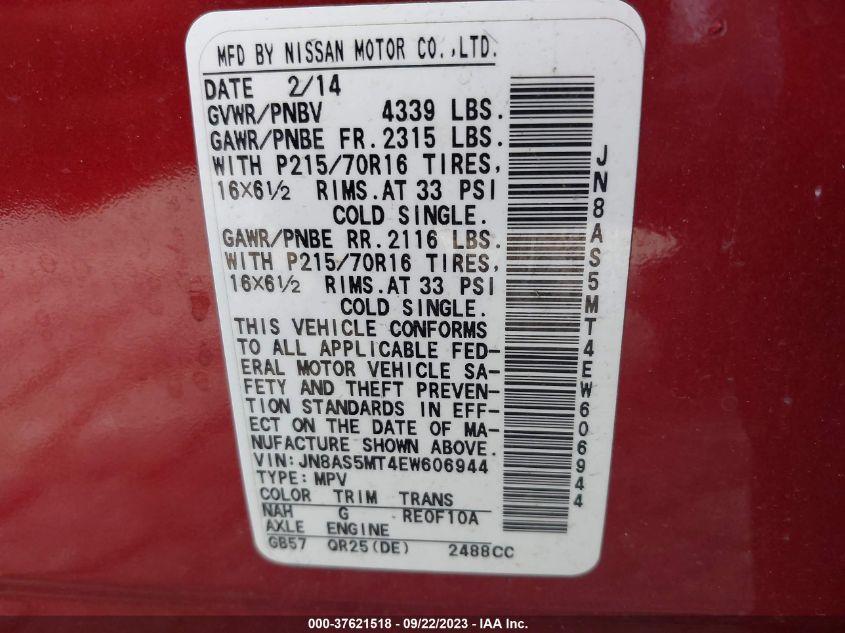 MFD BY NISSAN MOTOR CO.,LTD.
DATE 2/14
GVWR/PNBV 4339 LBS.
GAWR/PNBE FR. 2315 LBS.
WITH P215/70R16 TIRES,
16X6½ RIMS. AT 33 PSI
COLD SINGLE.
GAWR/PNBE RR. 2116 LBS.
WITH P215/70R16 TIRES,
16X6½ RIMS. AT 33 PSI
COLD SINGLE.
THIS VEHICLE CONFORMS
TO ALL APPLICABLE FED-
ERAL MOTOR VEHICLE SA-
FETY AND THEFT PREVEN-
TION STANDARDS IN EFF-
ECT ON THE DATE OF MA-
NUFACTURE SHOWN ABOVE.
VIN: JN8AS5MT4EW606944
TYPE: MPV
COLOR TRIM TRANS
NAH G RE0F10A
AXLE ENGINE
GB57 QR25(DE) 2488CC
JN8AS5MT4EW606944
000-37621518 - 09/22/2023 - IAA Inc.